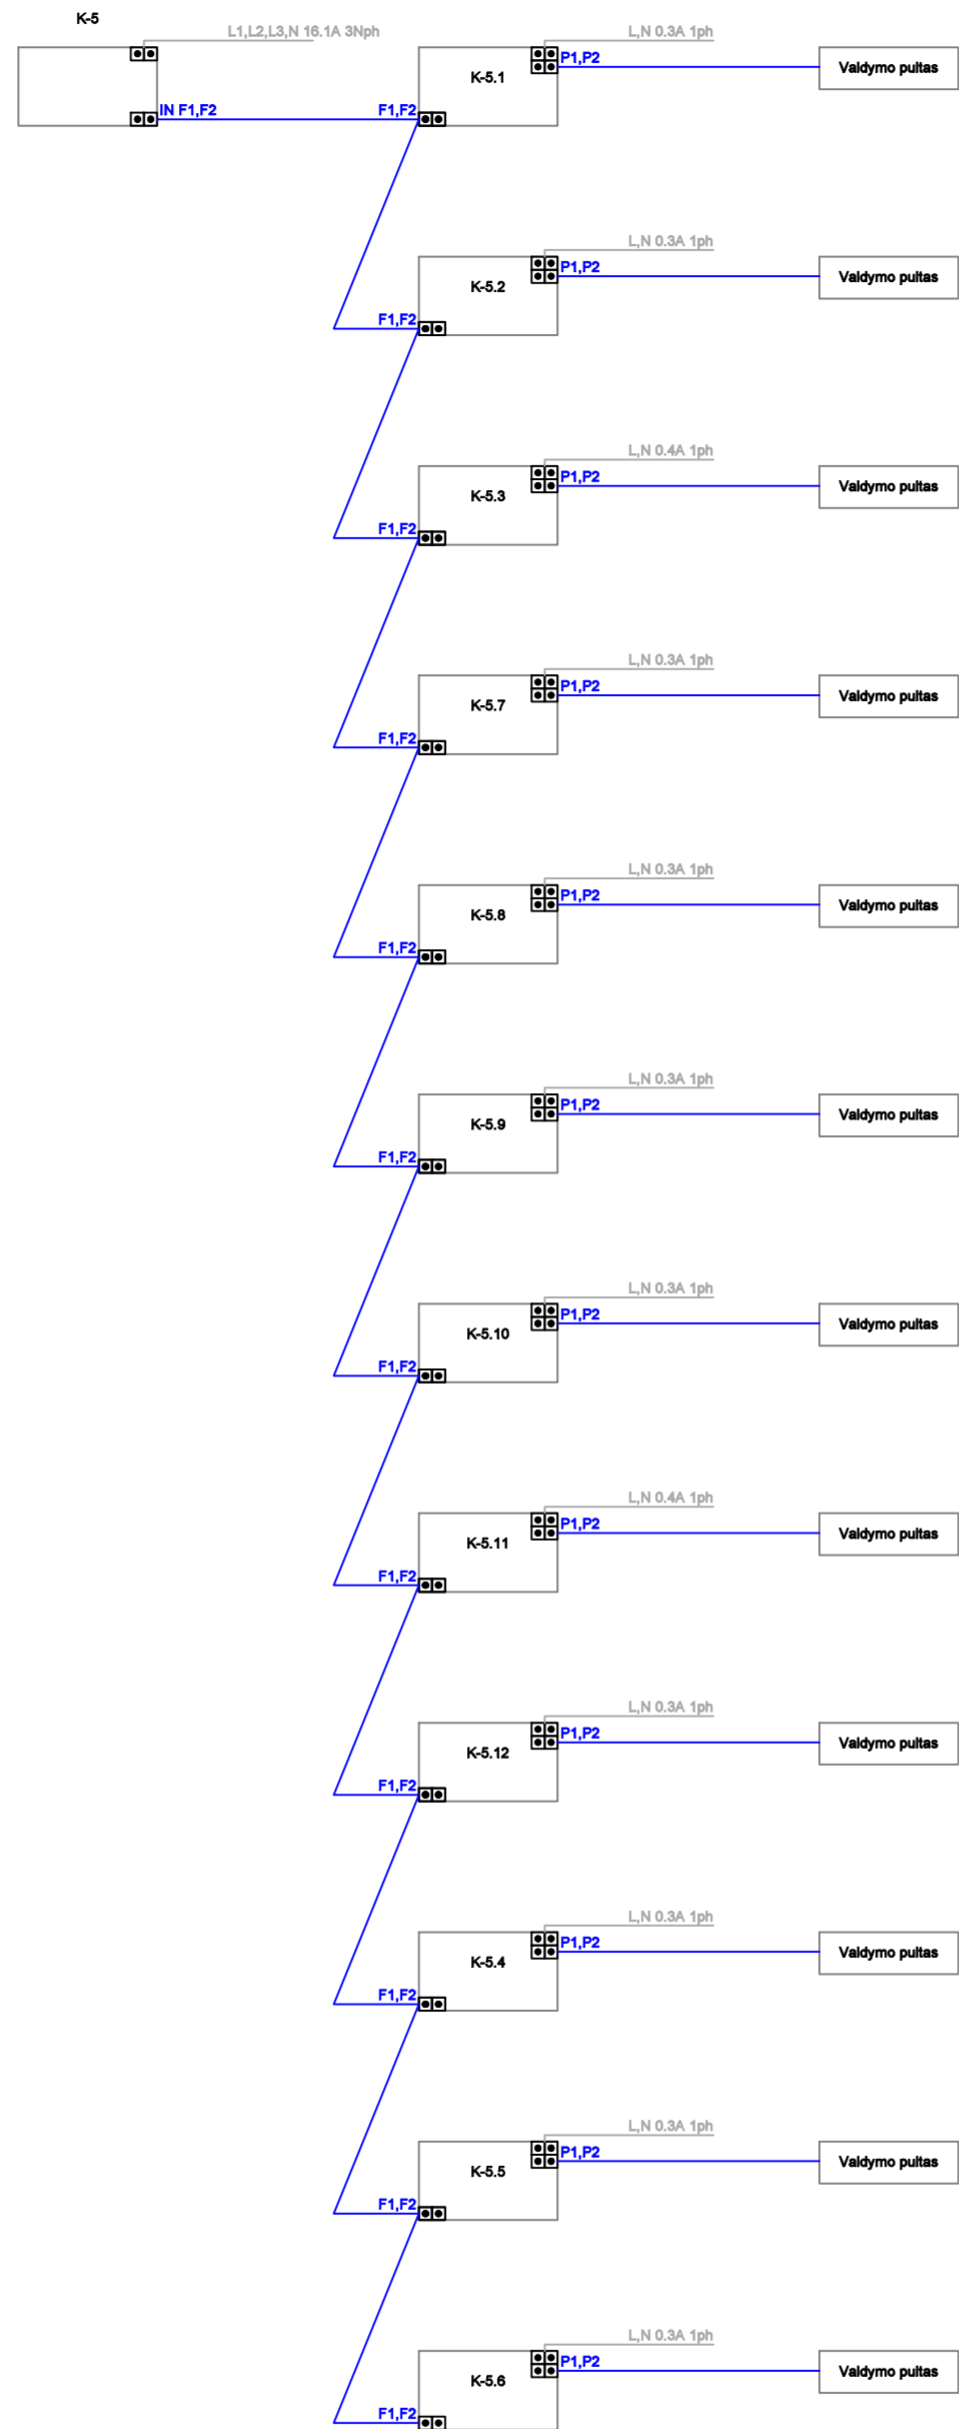 K-5
L1,L2,L3,N 16.1A 3Nph
IN F1,F2
L,N 0.3A 1ph
P1,P2
K-5.1
Valdymo pultas
F1,F2
L,N 0.3A 1ph
P1,P2
K-5.2
Valdymo pultas
F1,F2
L,N 0.4A 1ph
P1,P2
K-5.3
Valdymo pultas
F1,F2
L,N 0.3A 1ph
P1,P2
K-5.7
Valdymo pultas
F1,F2
L,N 0.3A 1ph
P1,P2
K-5.8
Valdymo pultas
F1,F2
L,N 0.3A 1ph
P1,P2
K-5.9
Valdymo pultas
F1,F2
L,N 0.3A 1ph
P1,P2
K-5.10
Valdymo pultas
F1,F2
L,N 0.4A 1ph
P1,P2
K-5.11
Valdymo pultas
F1,F2
L,N 0.3A 1ph
P1,P2
K-5.12
Valdymo pultas
F1,F2
L,N 0.3A 1ph
P1,P2
K-5.4
Valdymo pultas
F1,F2
L,N 0.3A 1ph
P1,P2
K-5.5
Valdymo pultas
F1,F2
L,N 0.3A 1ph
P1,P2
K-5.6
Valdymo pultas
F1,F2